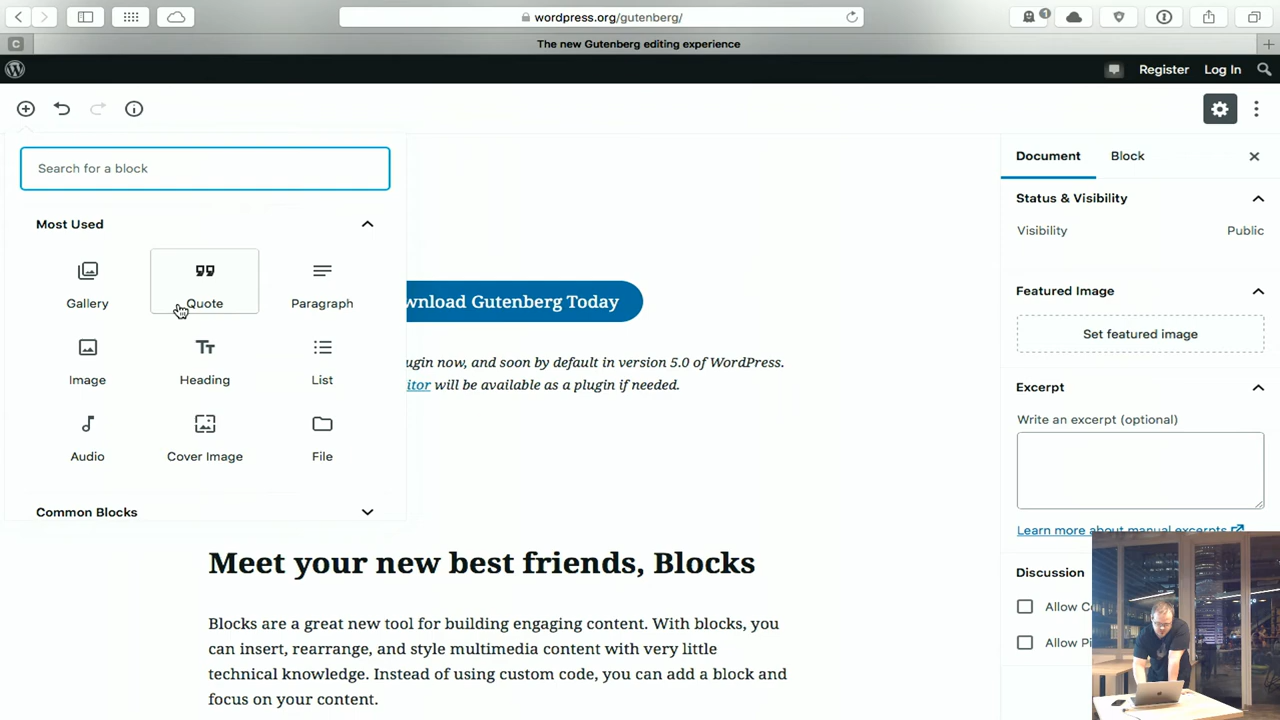 wordpress.org/gutenberg/
1
C
The new Gutenberg editing experience
Register
Log In
Search for a block
Document
Block
Status & Visibility
Visibility
Public
Most Used
Gallery
Quote
Paragraph
Image
Heading
List
Audio
Cover Image
File
Common Blocks
wnload Gutenberg Today
ugin now, and soon by default in version 5.0 of WordPress.
itor will be available as a plugin if needed.
Featured Image
Set featured image
Excerpt
Write an excerpt (optional)
Learn more about manual excerpts
Discussion
Allow C
Allow Pi
Meet your new best friends, Blocks
Blocks are a great new tool for building engaging content. With blocks, you
can insert, rearrange, and style multimedia content with very little
technical knowledge. Instead of using custom code, you can add a block and
focus on your content.